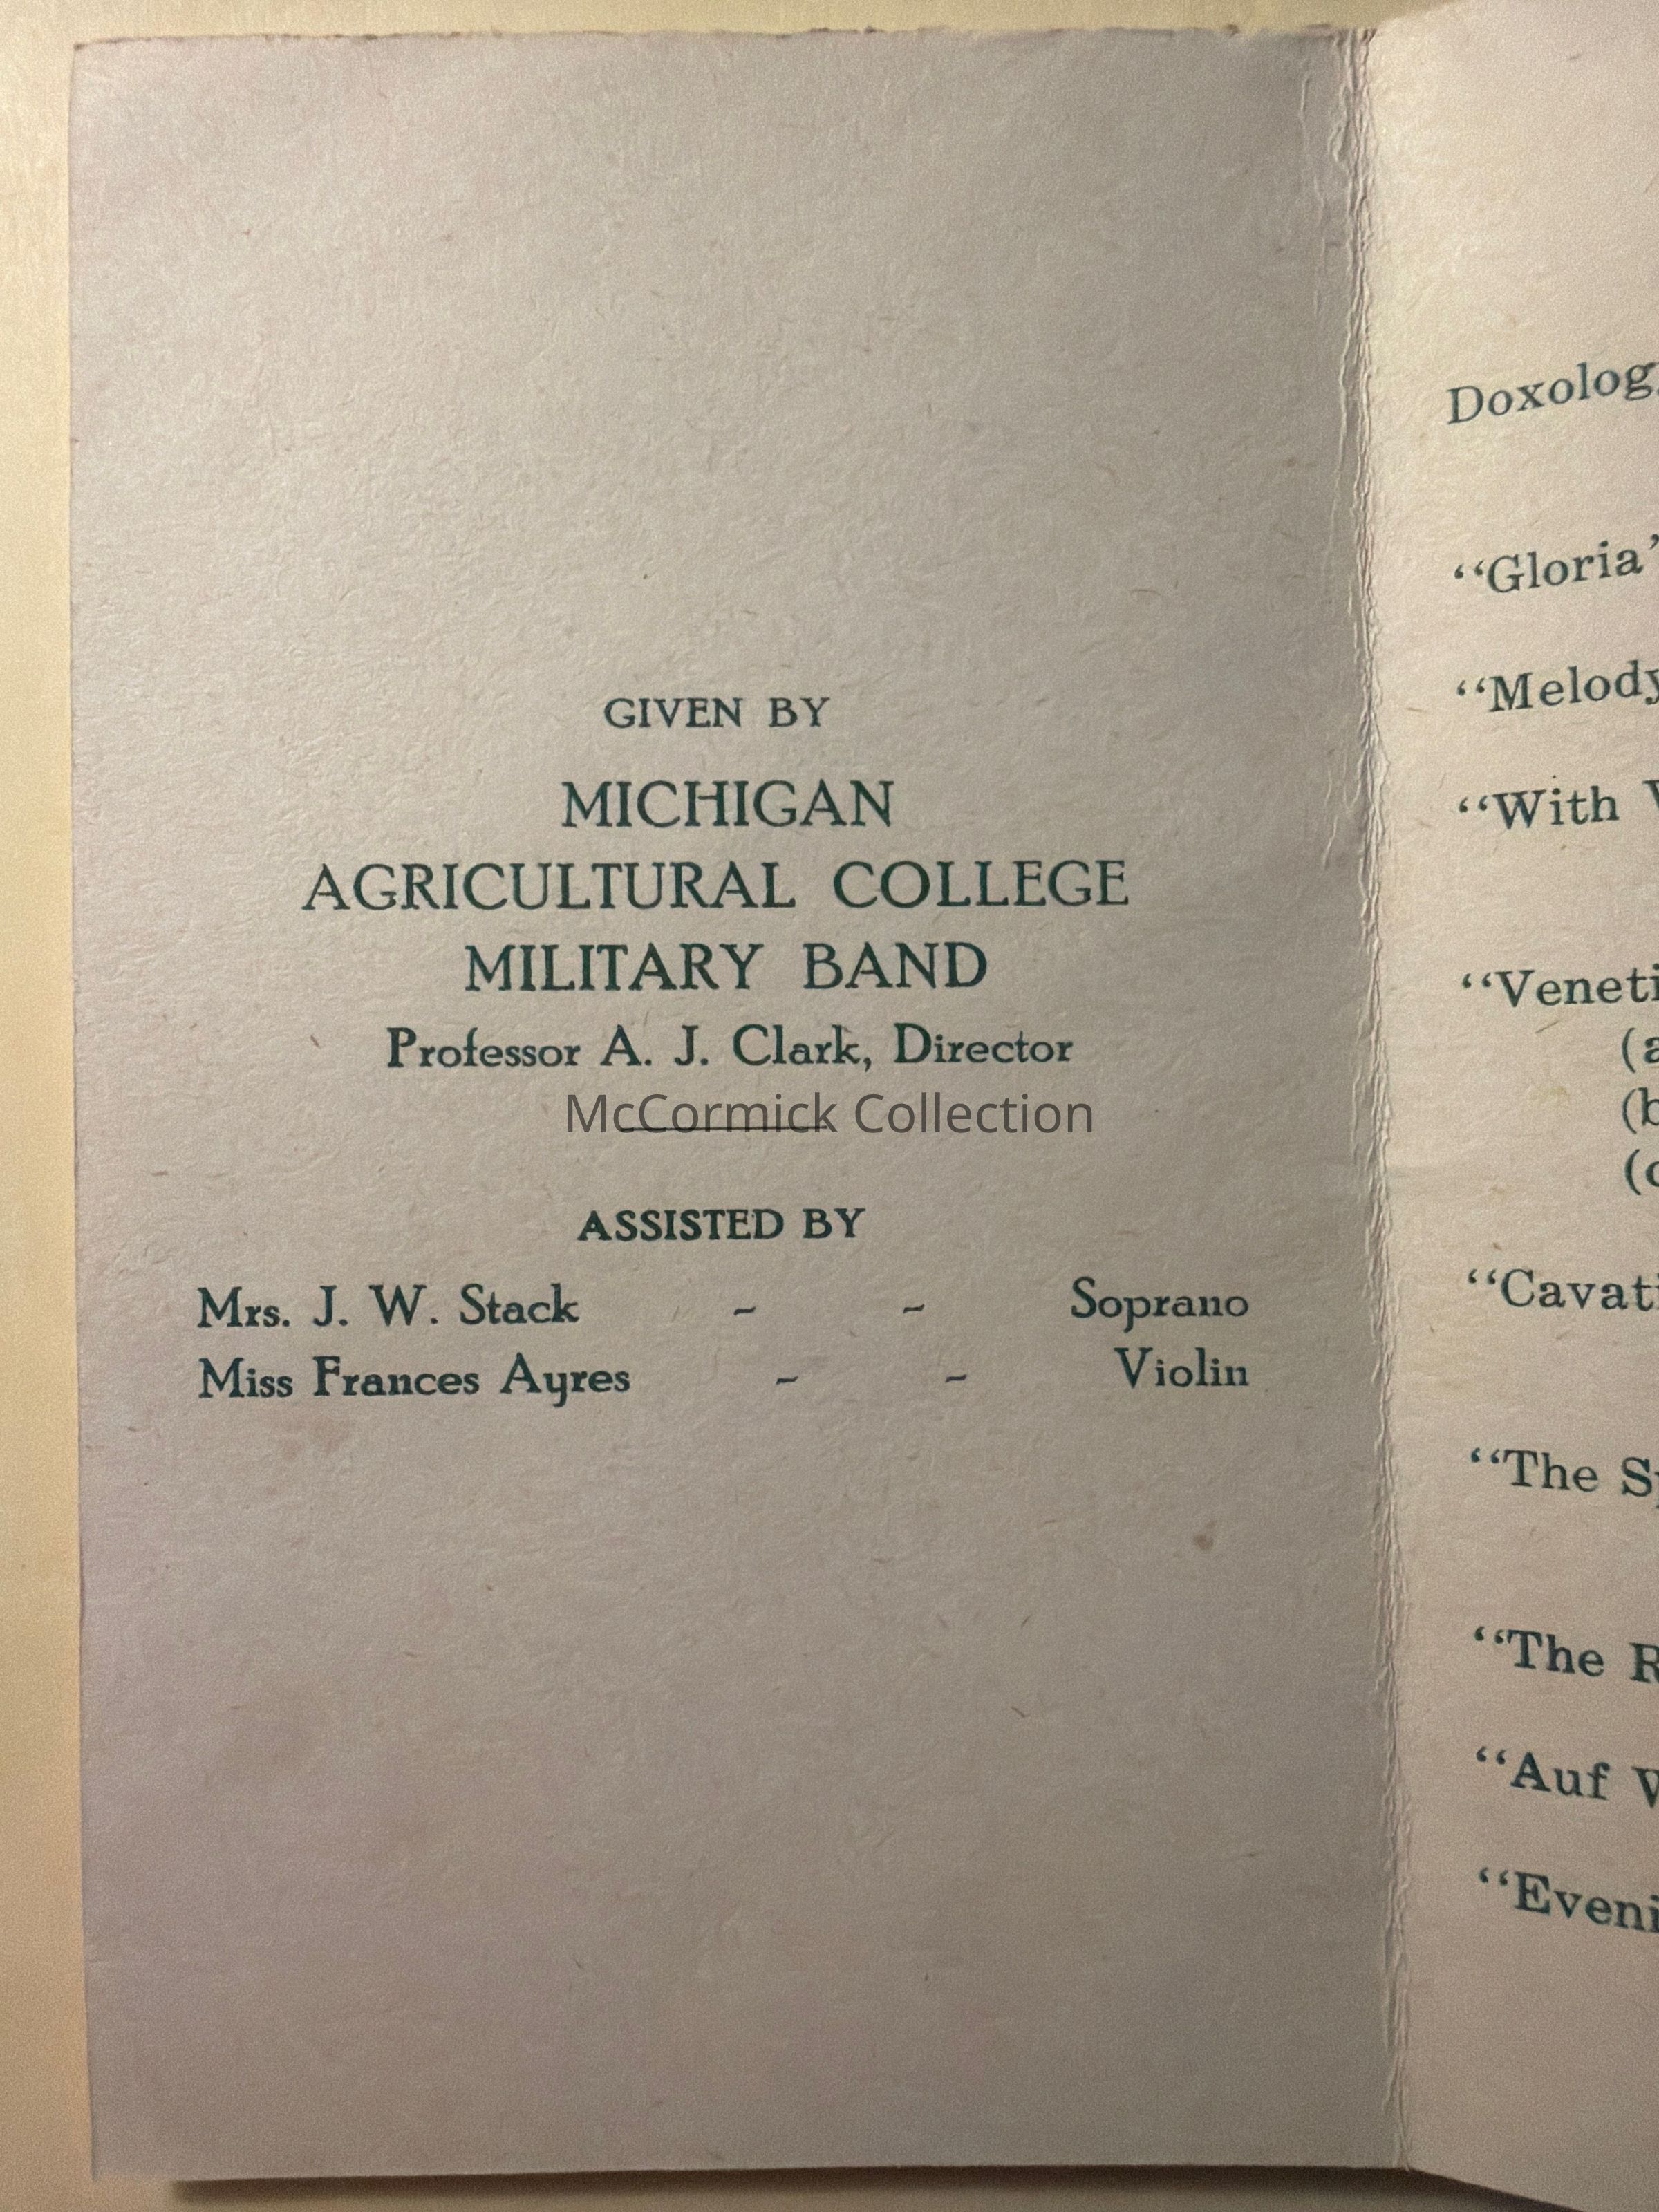 GIVEN BY
MICHIGAN
AGRICULTURAL COLLEGE
MILITARY BAND
Professor A. J. Clark, Director
McCormick Collection
ASSISTED BY
Mrs. J. W. Stack - - Soprano
Miss Frances Ayres - - Violin
Doxolog
“Gloria”
“Melody
“With
“Veneti
(a
(b
(c
“Cavati
“The Sp
“The R
“Auf W
“Eveni